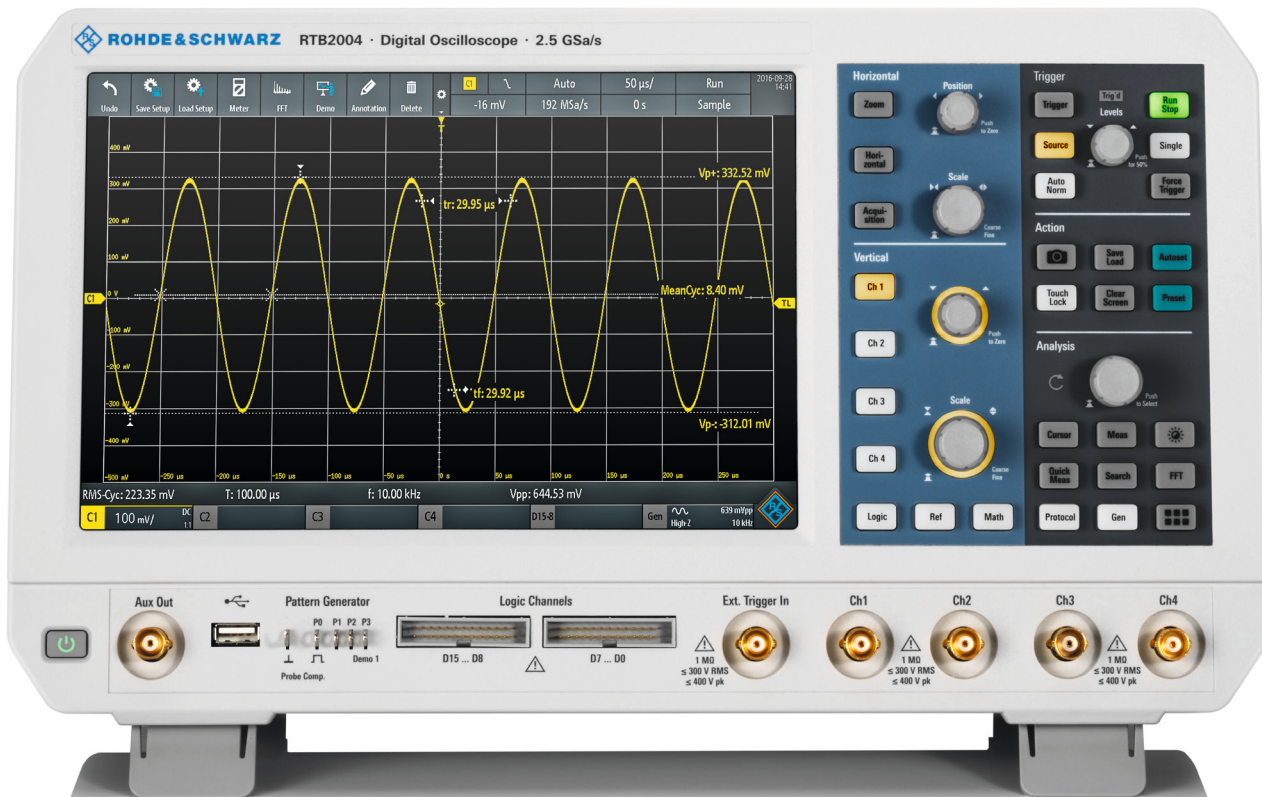 ROHDE & SCHWARZ RTB2004 · Digital Oscilloscope · 2.5 GSa/s
Undo Save Setup Load Setup Meter FFT Demo Annotation Delete
C1 Auto 50 µs/ Run 2016-09-28
14:41
-16 mV 192 MSa/s 0 s Sample
T
400 mV
300 mV
200 mV
100 mV
0 V
-100 mV
-200 mV
-300 mV
-400 mV
-500 mV
Vp+: 332.52 mV
tr: 29.95 µs
MeanCyc: 8.40 mV
C1
TL
tf: 29.92 µs
Vp-: -312.01 mV
-250 µs -200 µs -150 µs -100 µs -50 µs 0 s 50 µs 100 µs 150 µs 200 µs 250 µs
RMS-Cyc: 223.35 mV T: 100.00 µs f: 10.00 kHz Vpp: 644.53 mV
C1 100 mV/ DC 1:1 C2 C3 C4 D15-8 Gen High-Z 639 mVpp 10 kHz
R&S
Horizontal
Zoom
Position
Push
to Zero
Hori-
zontal
Scale
Acqui-
sition
Coarse
Fine
Vertical
Ch 1
Push
to Zero
Ch 2
Ch 3
Scale
Ch 4
Coarse
Fine
Logic Ref Math
Trigger
Trigger
Trig'd
Levels
Run
Stop
Source
Push
for 50%
Single
Auto
Norm
Force
Trigger
Action
Save
Load
Autoset
Touch
Lock
Clear
Screen
Preset
Analysis
Push
to Select
Cursor Meas
Quick
Meas
Search FFT
Protocol Gen
Aux Out
Pattern Generator
P0 P1 P2 P3
Demo 1
Probe Comp.
Logic Channels
D15 ... D8 D7 ... D0
Ext. Trigger In
1 MΩ
≤ 300 V RMS
≤ 400 V pk
Ch1
1 MΩ
≤ 300 V RMS
≤ 400 V pk
Ch2
Ch3
1 MΩ
≤ 300 V RMS
≤ 400 V pk
Ch4